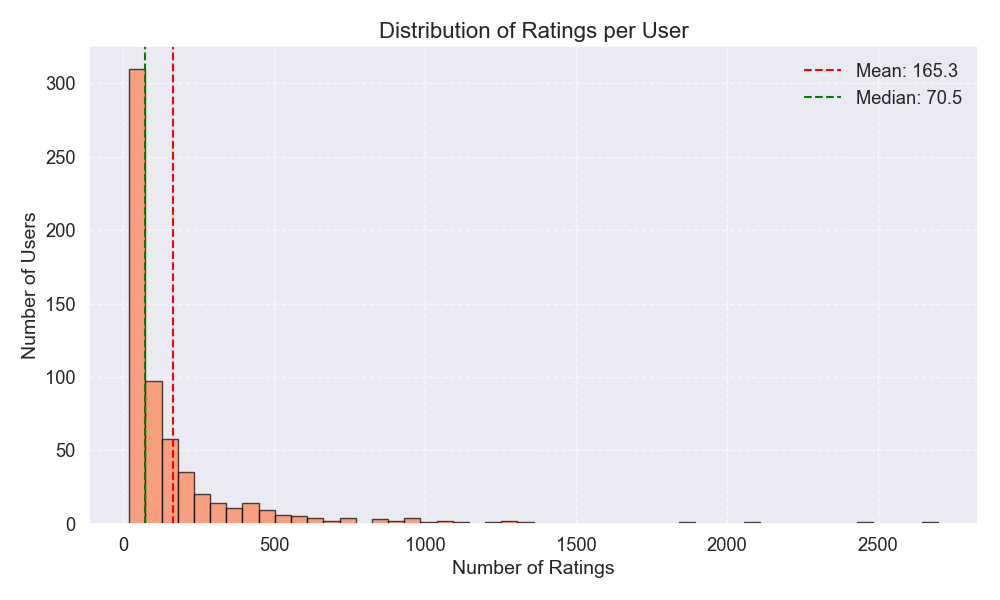 Distribution of Ratings per User
Mean: 165.3
Median: 70.5
Number of Users
300
250
200
150
100
50
0
0 500 1000 1500 2000 2500
Number of Ratings